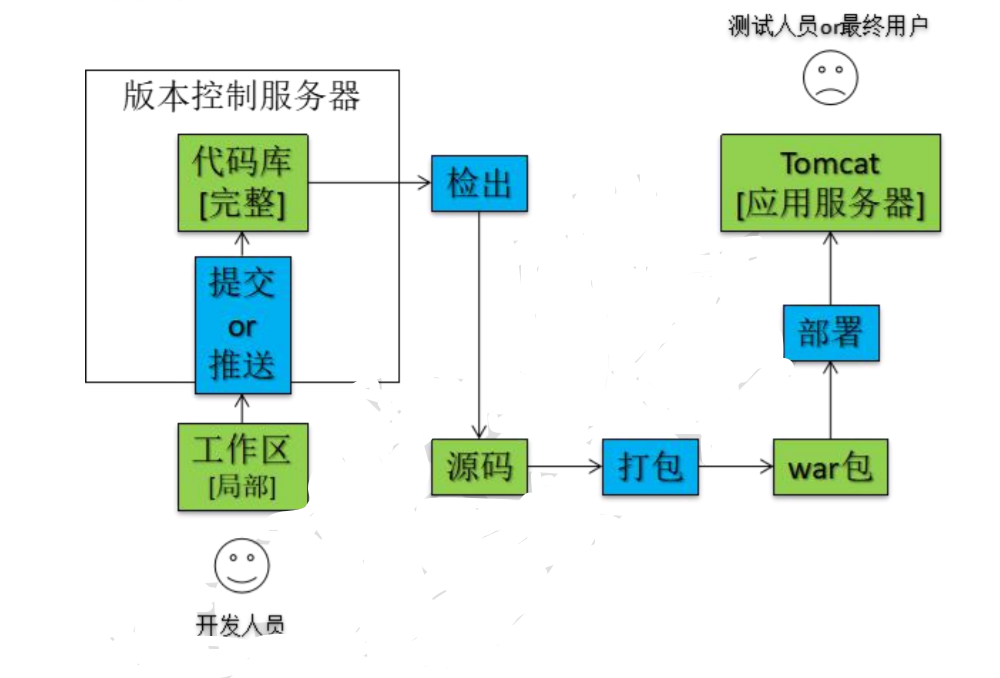 测试人员or最终用户
版本控制服务器
代码库
[完整]
检出
Tomcat
[应用服务器]
提交
or
推送
部署
工作区
[局部]
源码
打包
war包
开发人员